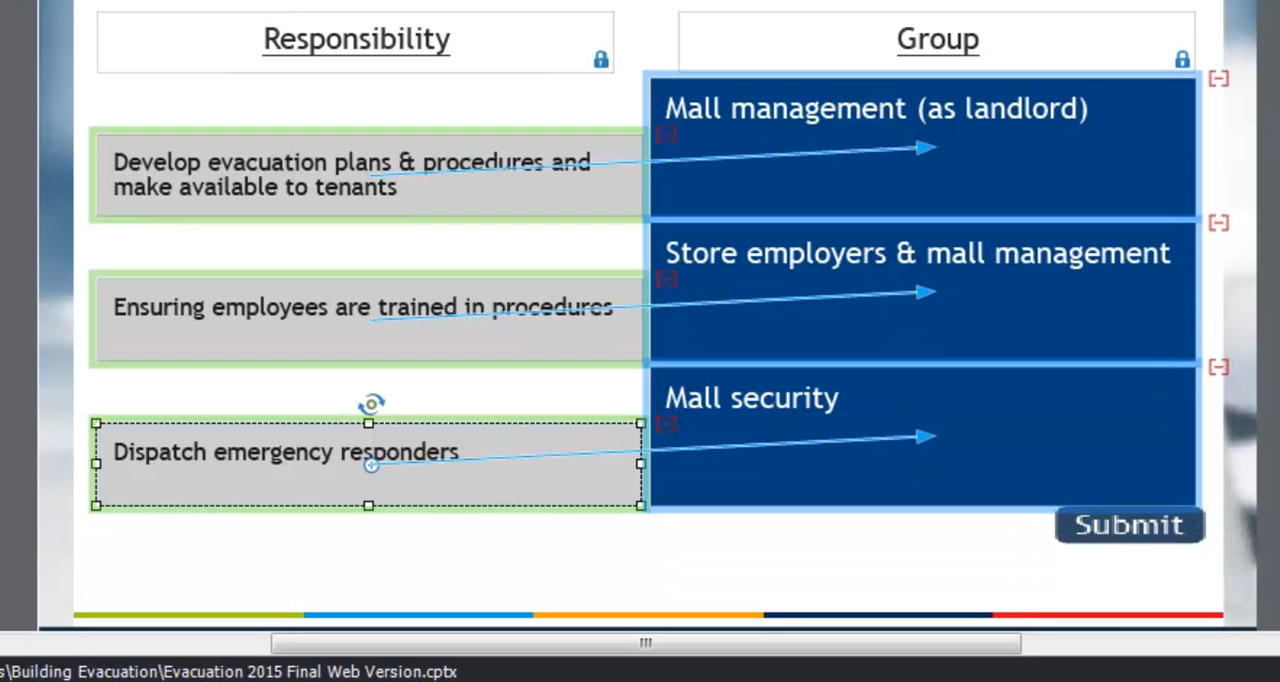 Responsibility
Group
Mall management (as landlord)
Develop evacuation plans & procedures and
make available to tenants
Store employers & mall management
Ensuring employees are trained in procedures
Mall security
Dispatch emergency responders
Submit
s\Building Evacuation\Evacuation 2015 Final Web Version.cptx